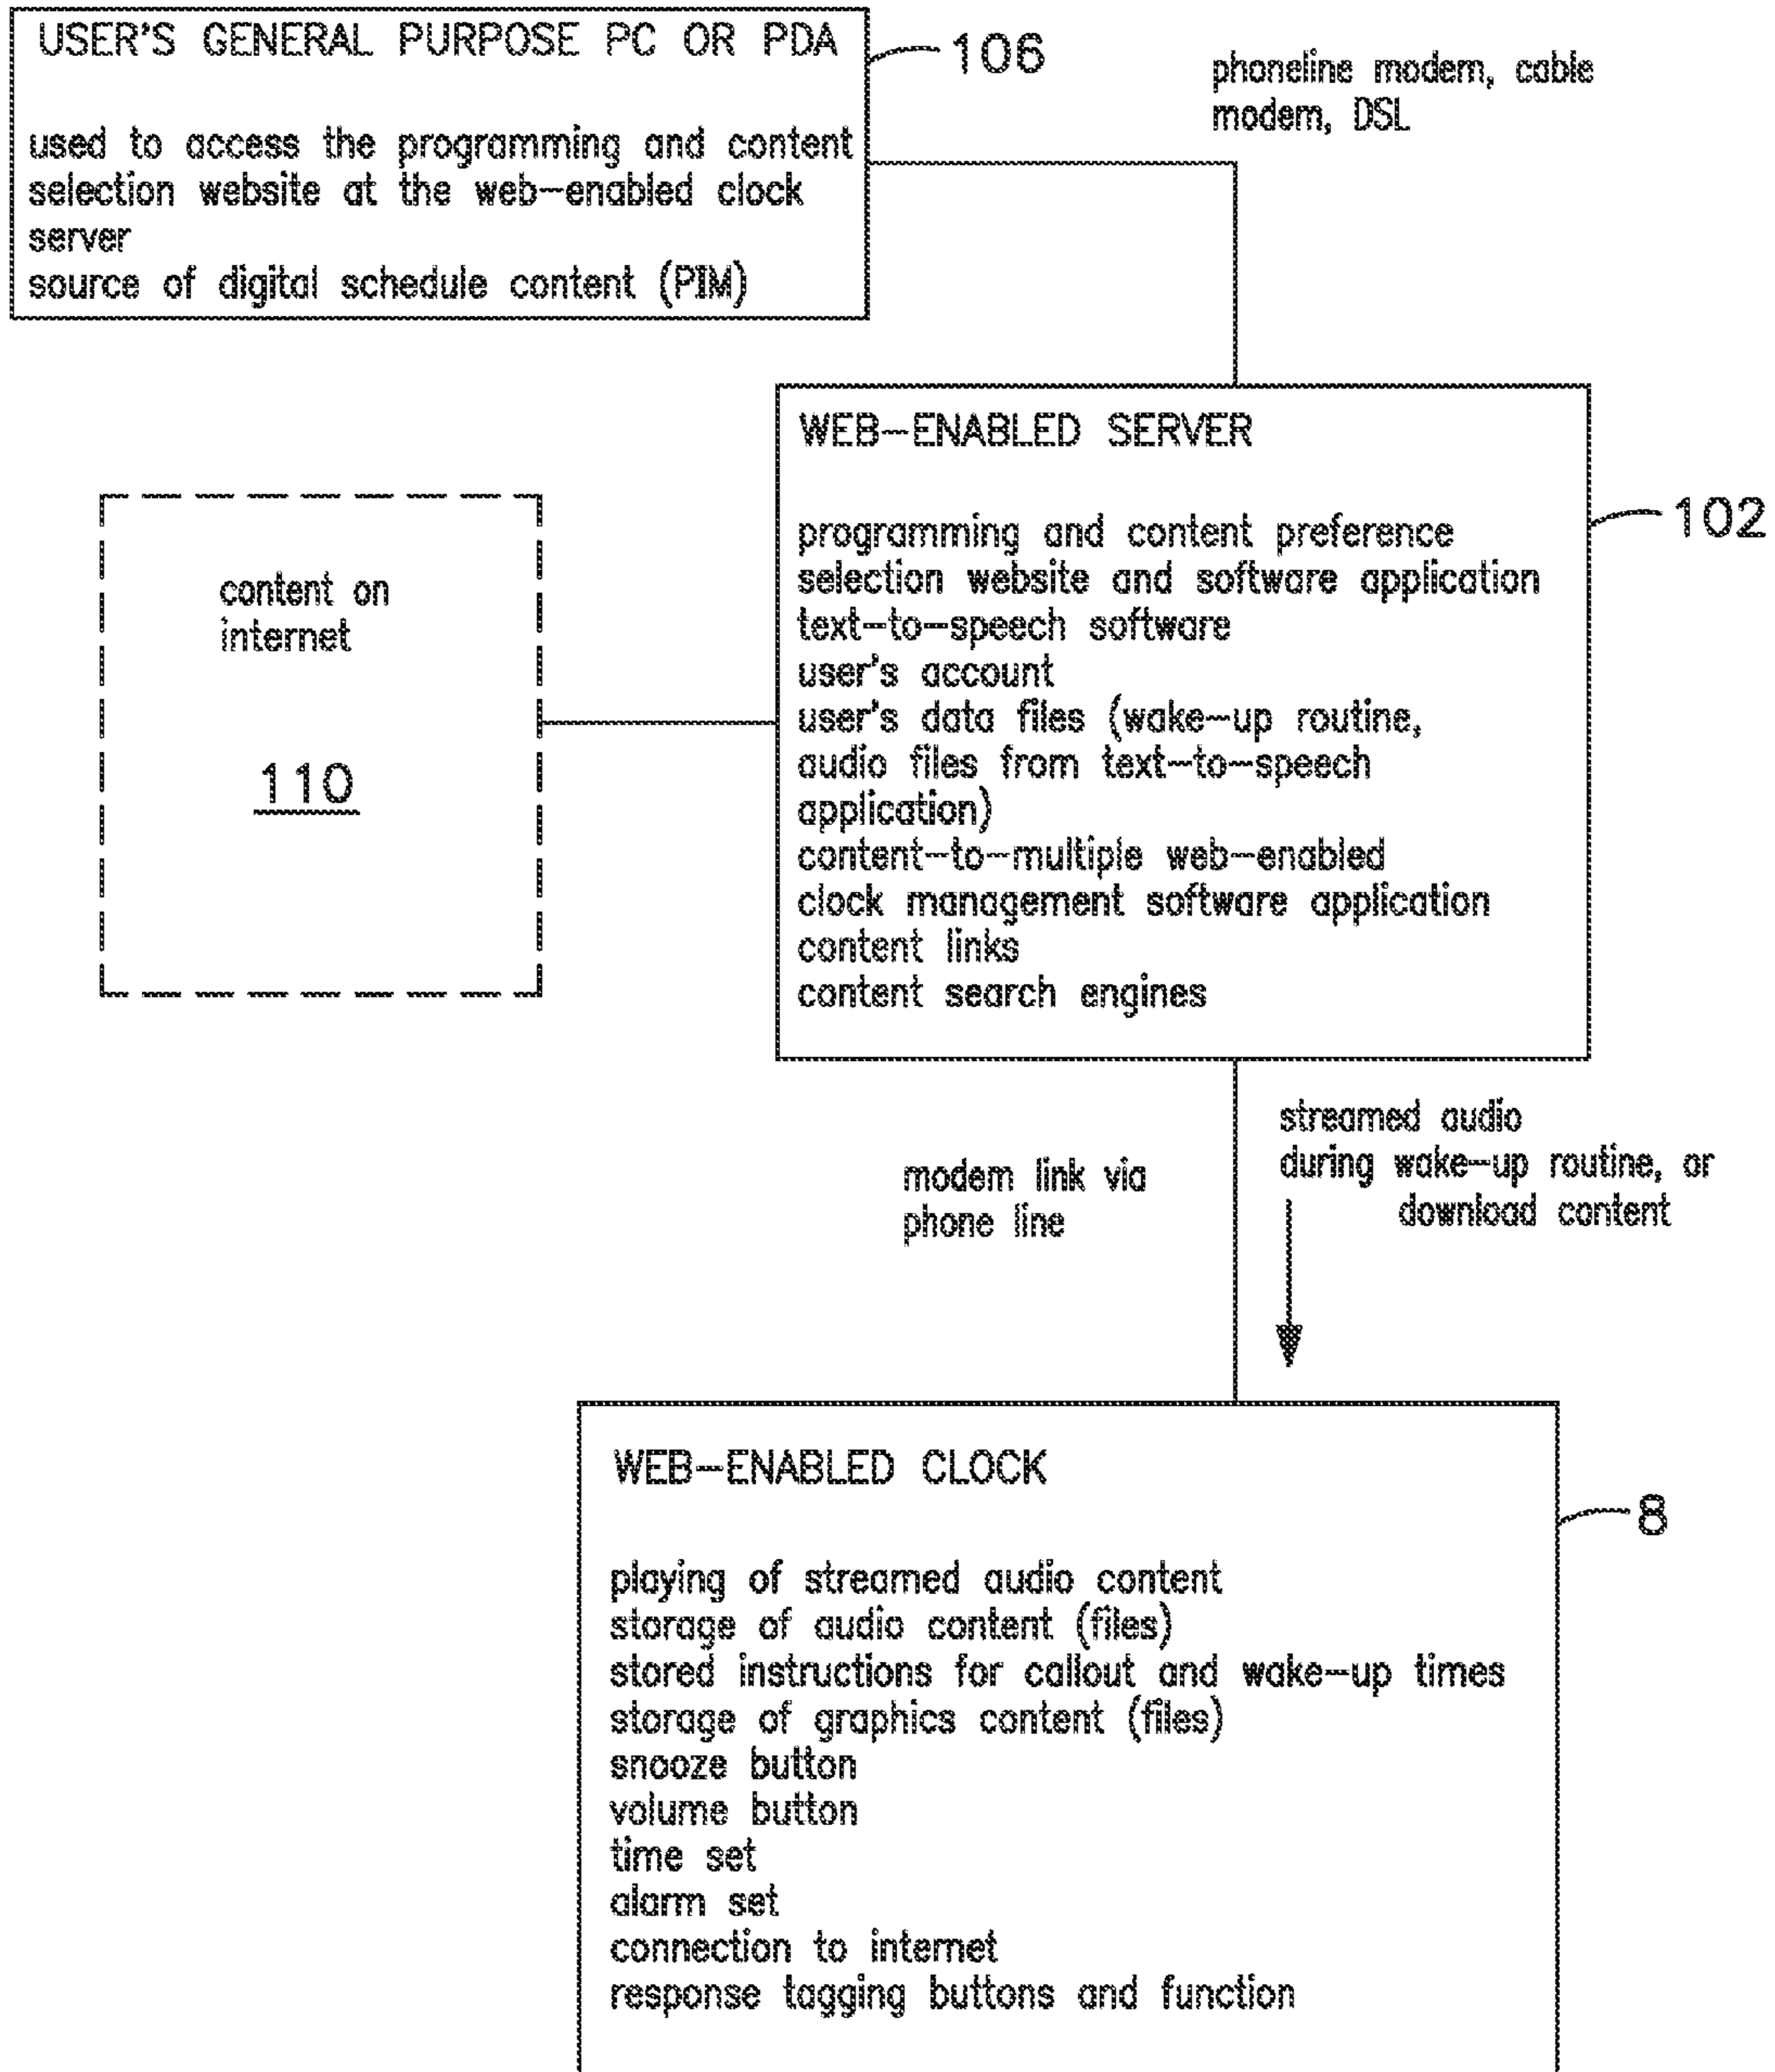 USER'S GENERAL PURPOSE PC OR PDA
used to access the programming and content
selection website at the web-enabled clock
server
source of digital schedule content (PIM)
106
phoneline modem, cable
modem, DSL
WEB-ENABLED SERVER
programming and content preference
selection website and software application
text-to-speech software
user's account
user's data files (wake-up routine,
audio files from text-to-speech
application)
content-to-multiple web-enabled
clock management software application
content links
content search engines
102
content on
internet
110
modem link via
phone line
streamed audio
during wake-up routine, or
download content
WEB-ENABLED CLOCK
playing of streamed audio content
storage of audio content (files)
stored instructions for callout and wake-up times
storage of graphics content (files)
snooze button
volume button
time set
alarm set
connection to internet
response tagging buttons and function
8